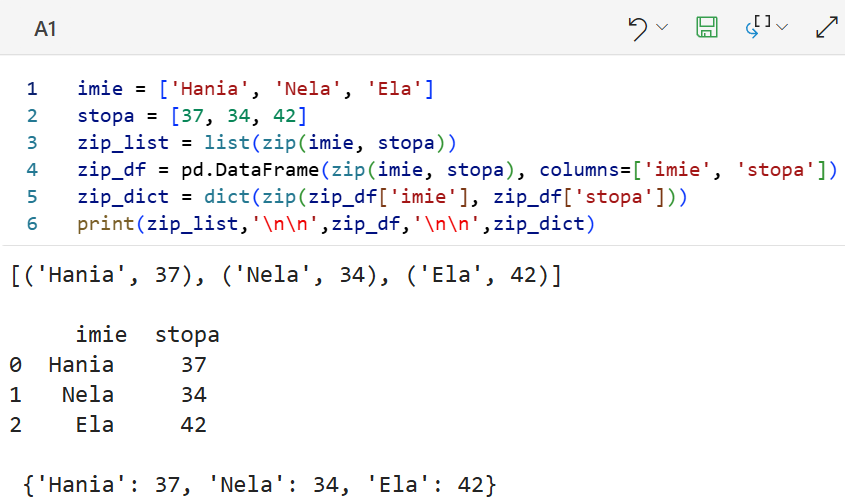 A1
1 imie = ['Hania', 'Nela', 'Ela']
2 stopa = [37, 34, 42]
3 zip_list = list(zip(imie, stopa))
4 zip_df = pd.DataFrame(zip(imie, stopa), columns=['imie', 'stopa'])
5 zip_dict = dict(zip(zip_df['imie'], zip_df['stopa']))
6 print(zip_list,'\n\n',zip_df,'\n\n',zip_dict)
[('Hania', 37), ('Nela', 34), ('Ela', 42)]
imie stopa
0 Hania 37
1 Nela 34
2 Ela 42
{'Hania': 37, 'Nela': 34, 'Ela': 42}